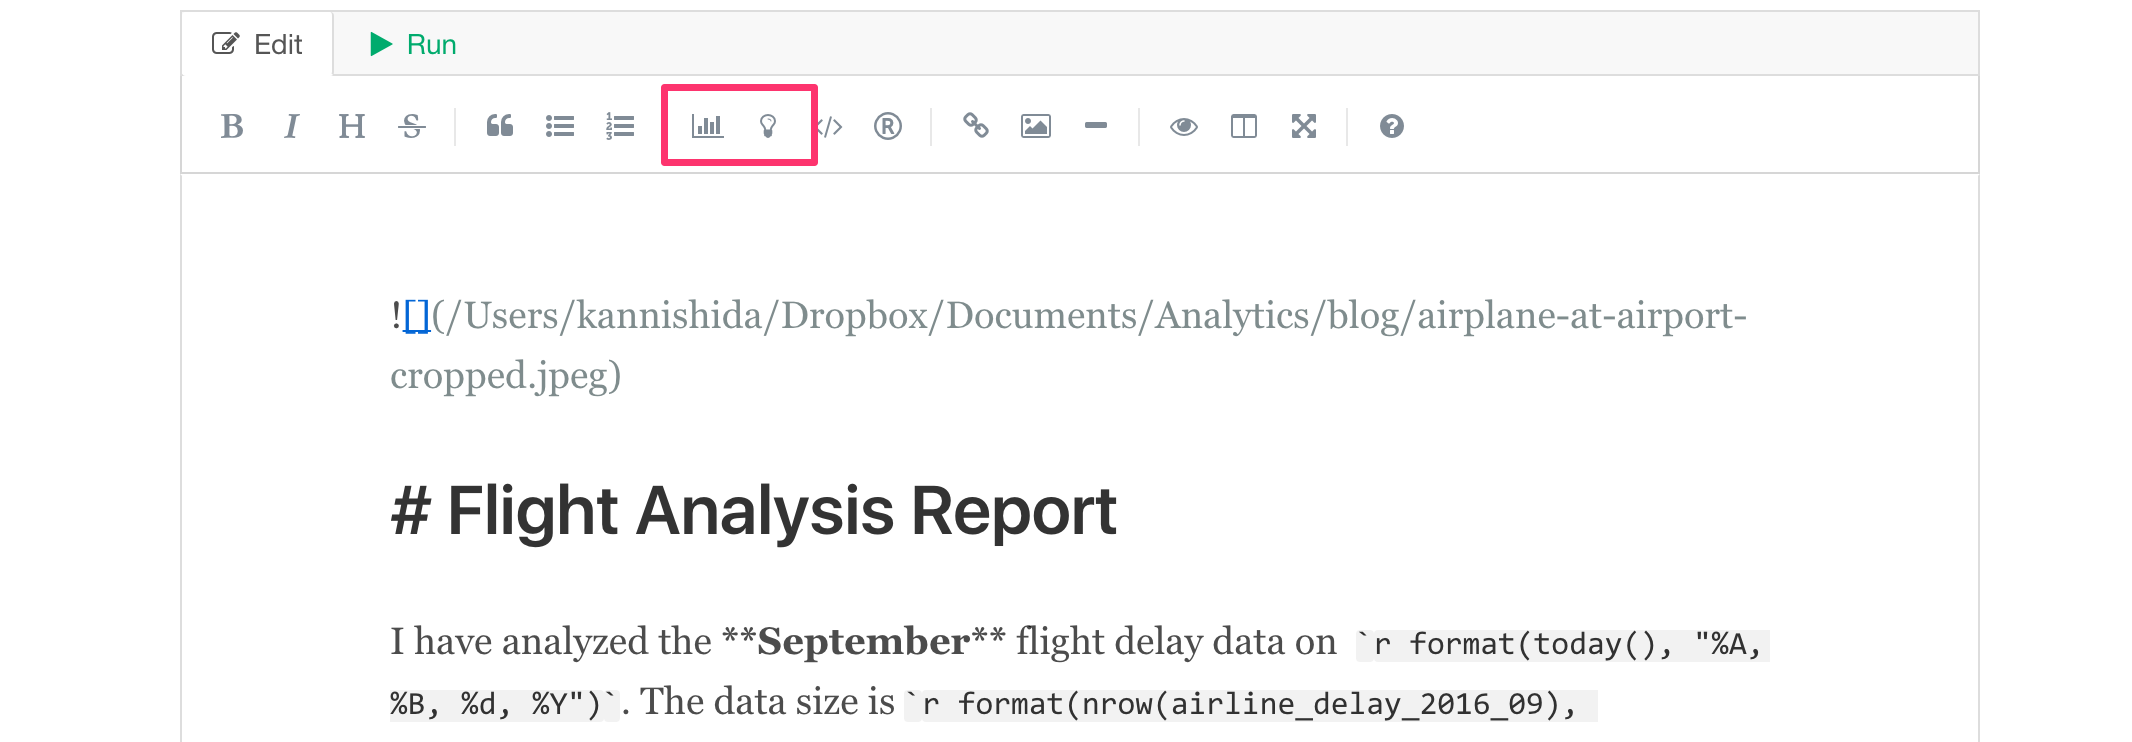 Edit Run
B I H S </> ®
![](/Users/kannishida/Dropbox/Documents/Analytics/blog/airplane-at-airport-
cropped.jpeg)
# Flight Analysis Report
I have analyzed the **September** flight delay data on `r format(today(), "%A,
%B, %d, %Y")`. The data size is `r format(nrow(airline_delay_2016_09),